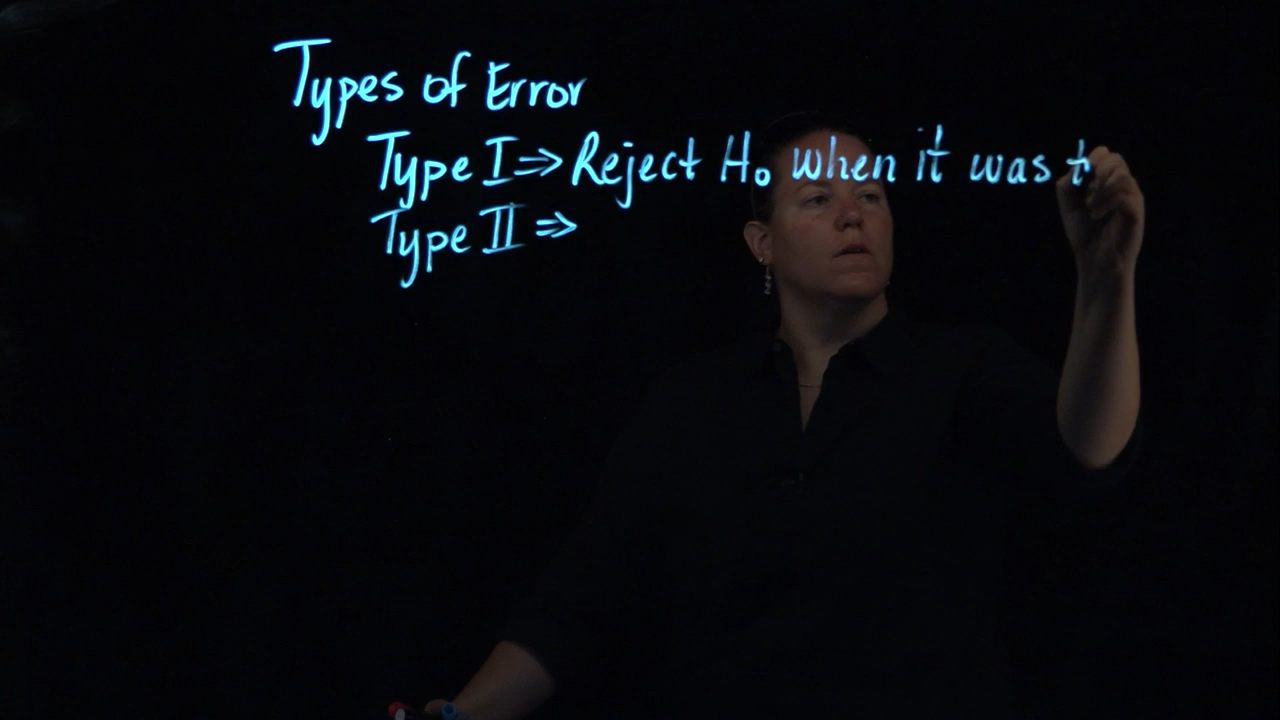 Types of Error
Type I ⇒ Reject H₀ when it was t
Type II ⇒